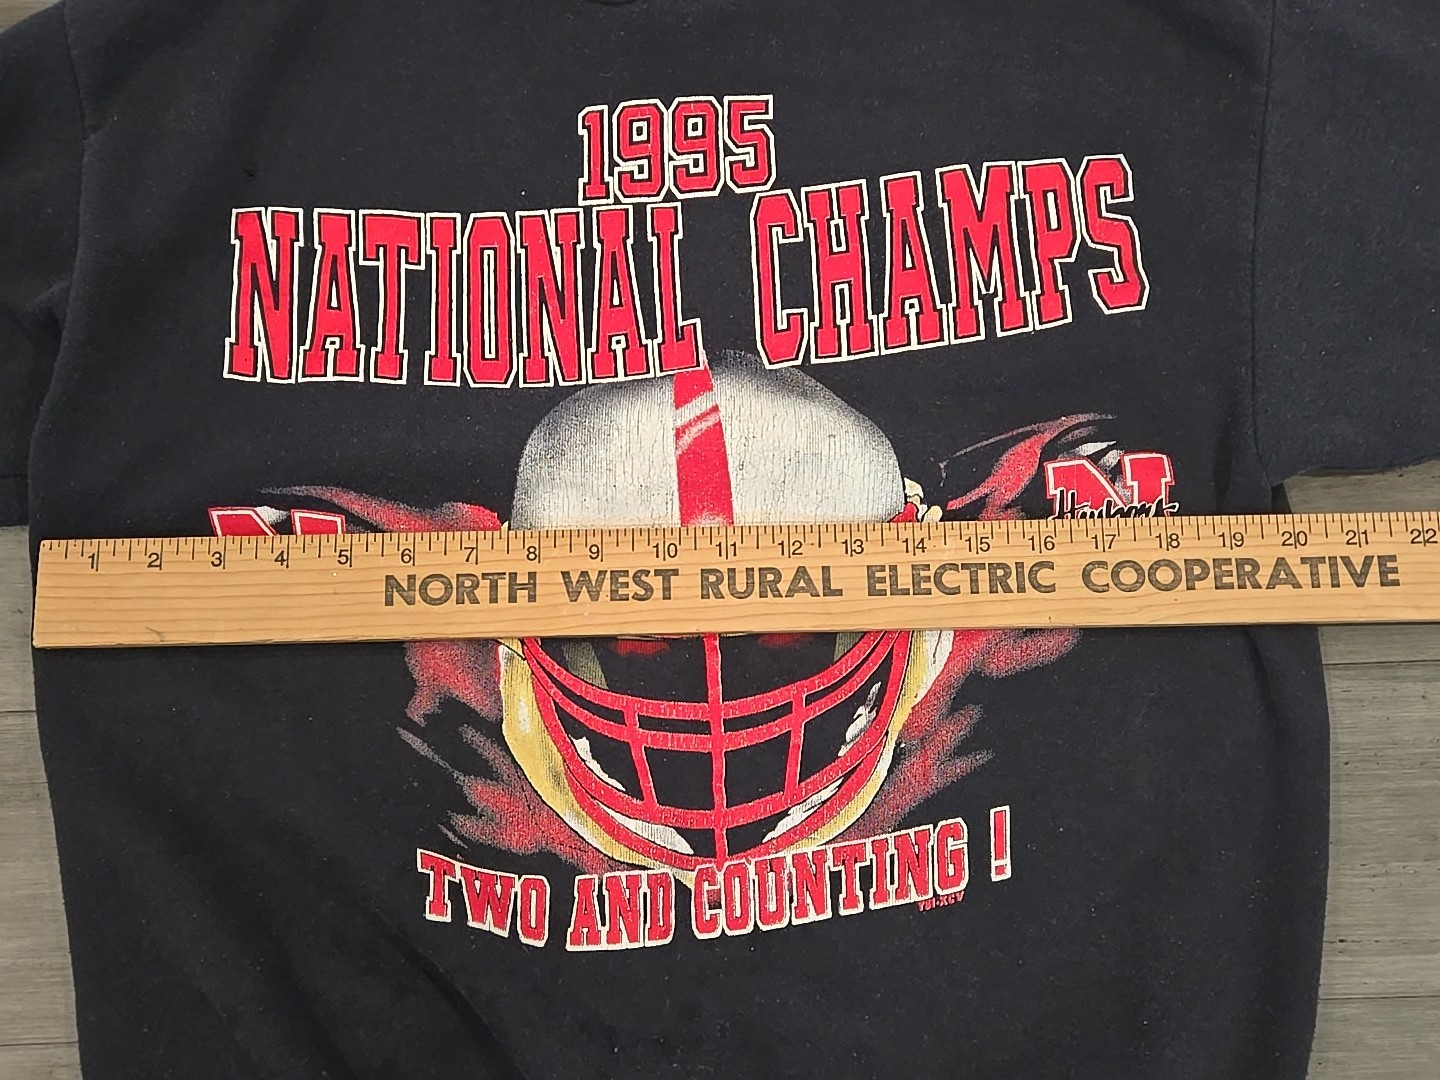 1995
NATIONAL CHAMPS
N
N
Huskers
1 2 3 4 5 6 7 8 9 10 11 12 13 14 15 16 17 18 19 20 21 22
NORTH WEST RURAL ELECTRIC COOPERATIVE
TWO AND COUNTING !